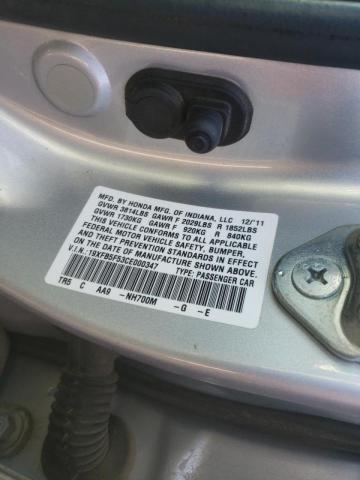 MFD. BY HONDA MFG. OF INDIANA, LLC 12/'11
GVWR 3814LBS GAWR F 2029LBS R 1852LBS
GVWR 1730KG GAWR F 920KG R 840KG
THIS VEHICLE CONFORMS TO ALL APPLICABLE
FEDERAL MOTOR VEHICLE SAFETY, BUMPER,
AND THEFT PREVENTION STANDARDS IN EFFECT
ON THE DATE OF MANUFACTURE SHOWN ABOVE.
V.I.N.: 19XFB5F53CE000347 TYPE: PASSENGER CAR
TR5 C AA9 -NH700M -G -E